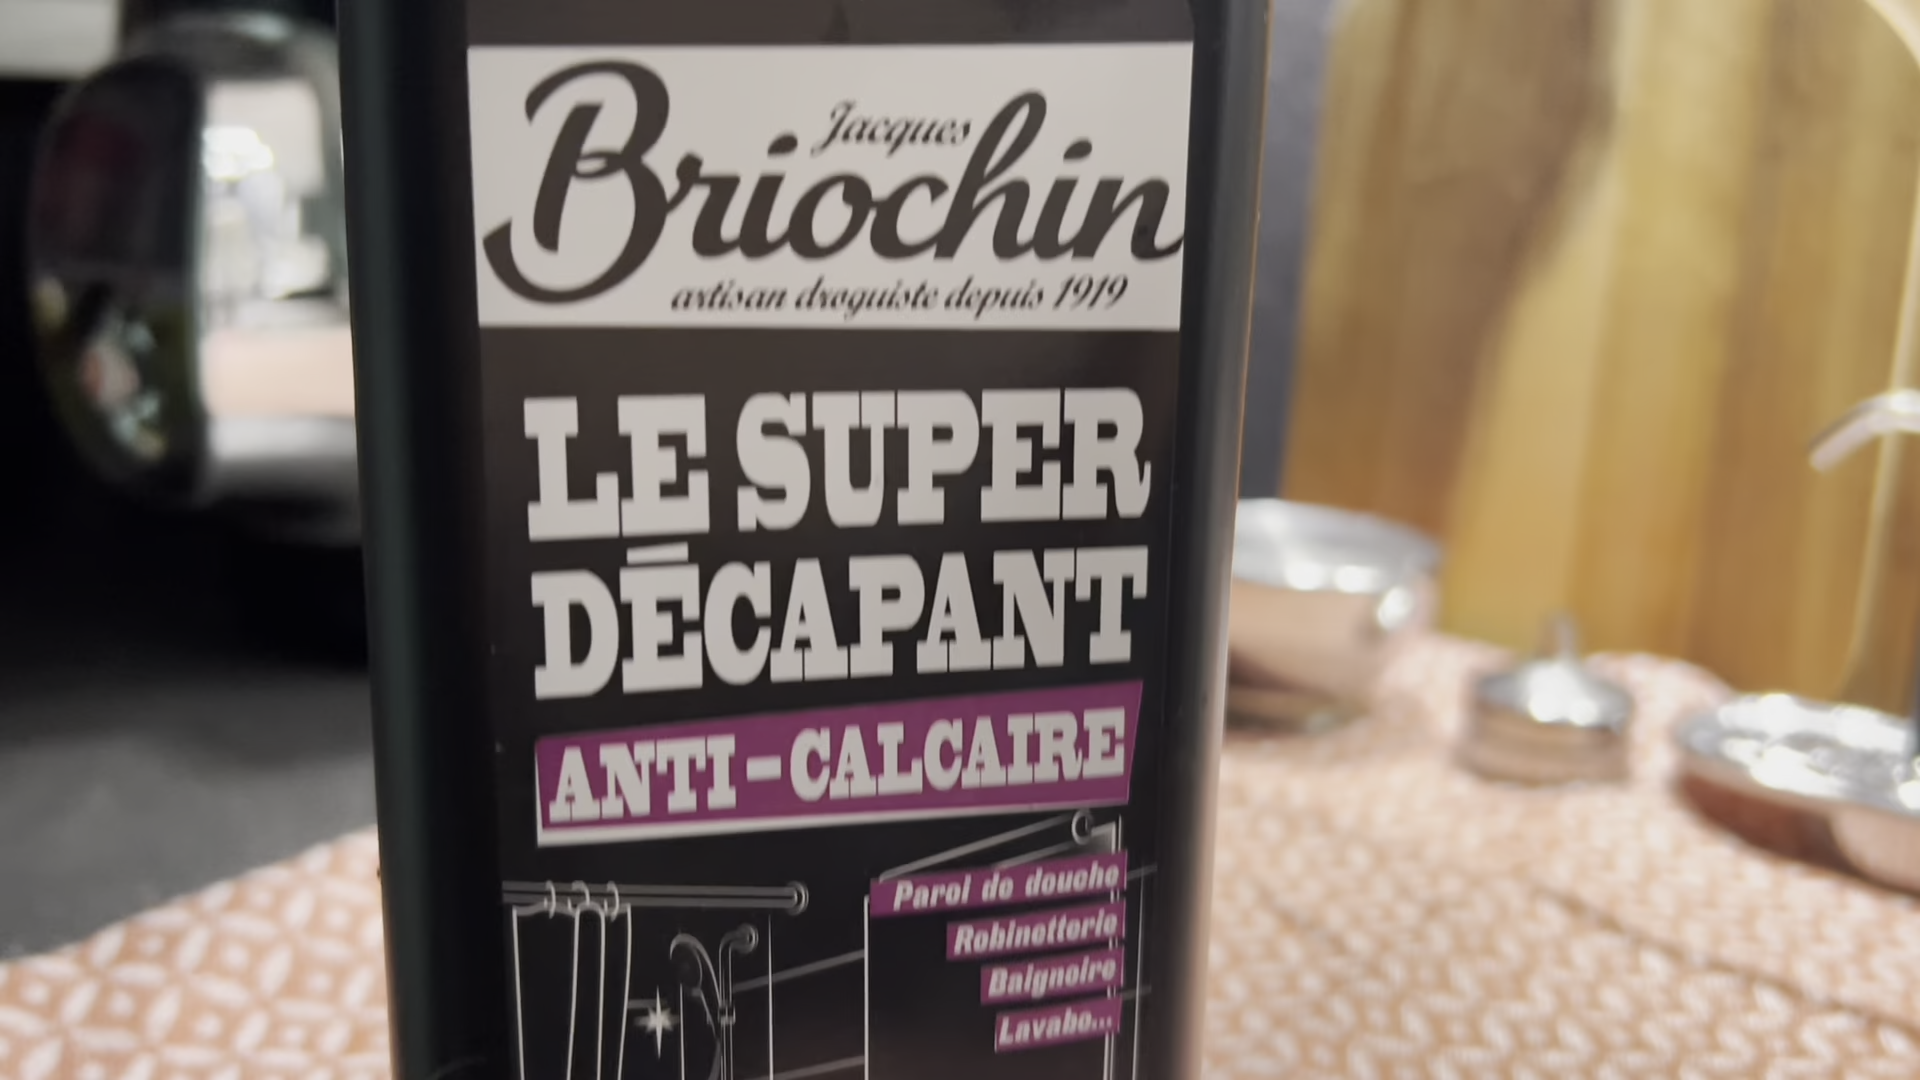 Jacques
Briochin
artisan droguiste depuis 1919
LE SUPER
DÉCAPANT
ANTI-CALCAIRE
Paroi de douche
Robinetterie
Baignoire
Lavabo...